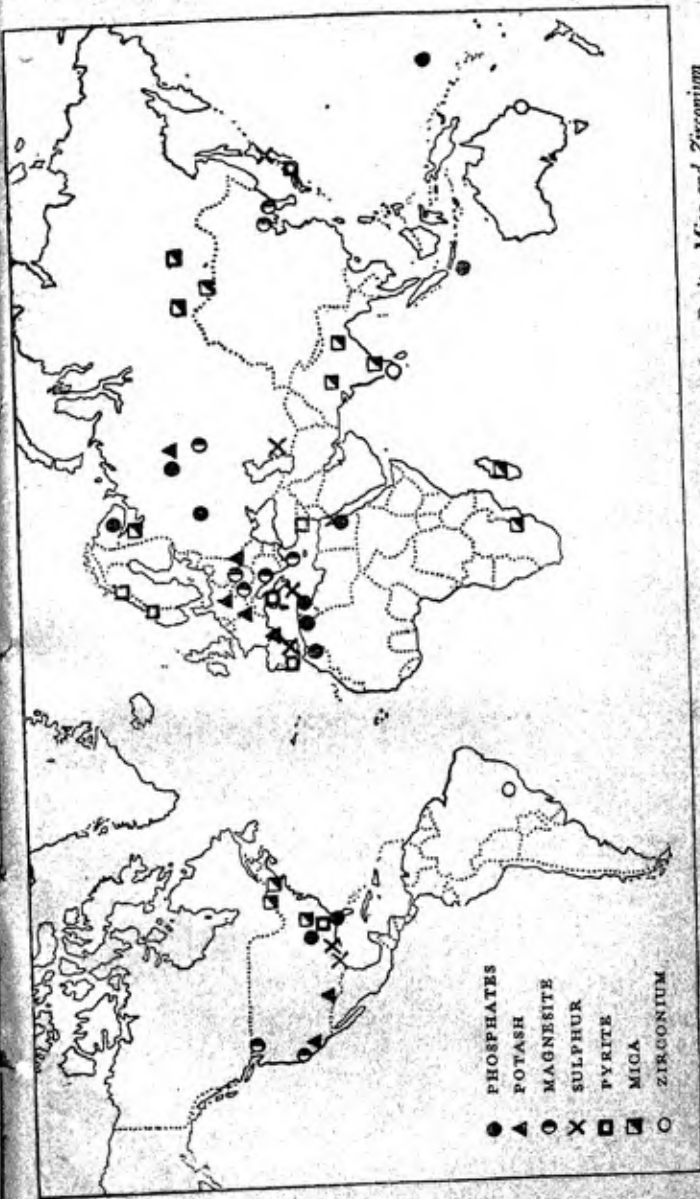 PHOSPHATES
POTASH
MAGNESITE
SULPHUR
PYRITE
MICA
ZIRCONIUM
Mica and Zirconium